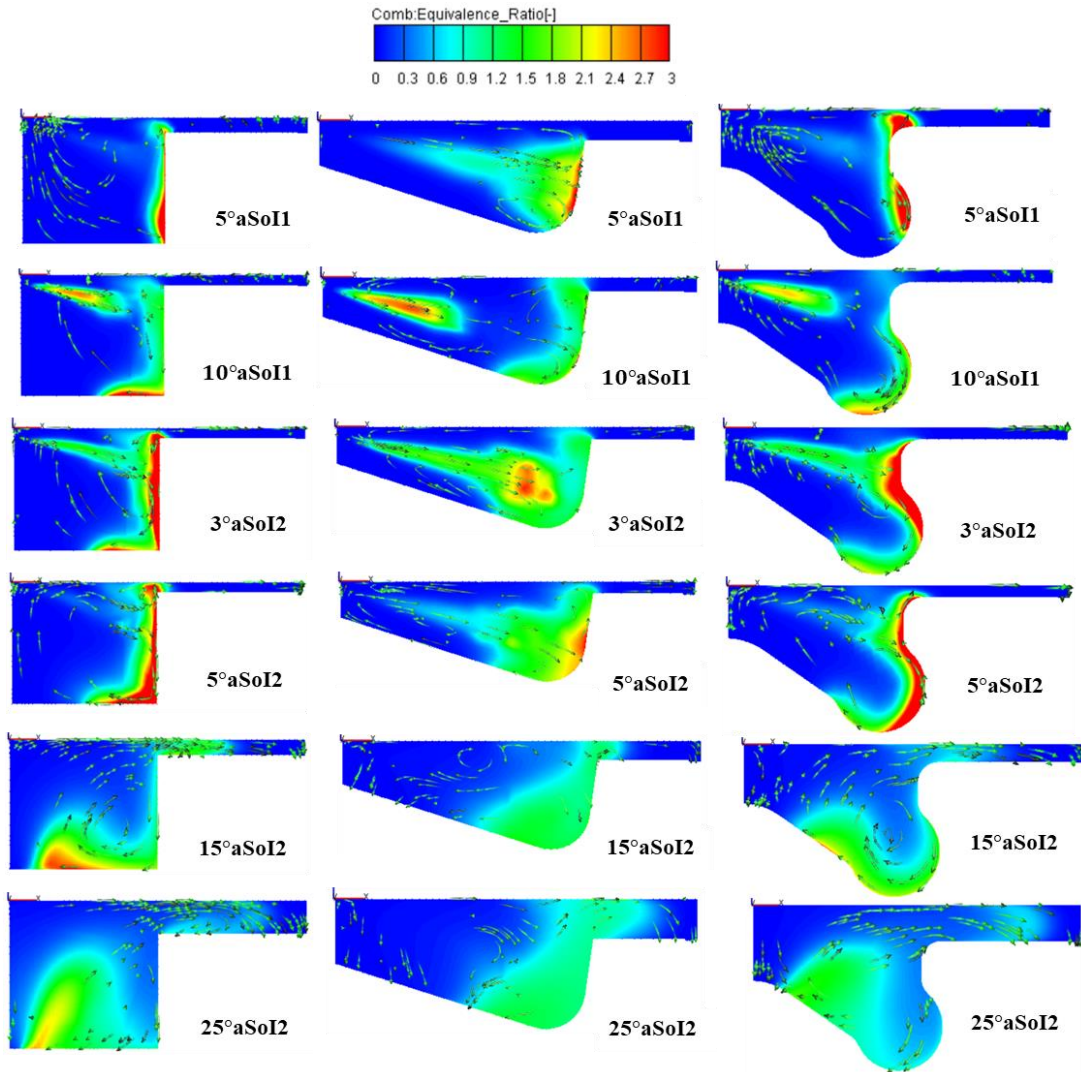 Comb:Equivalence_Ratio[-]
0 0.3 0.6 0.9 1.2 1.5 1.8 2.1 2.4 2.7 3
5°aSoI1 5°aSoI1 5°aSoI1
10°aSoI1 10°aSoI1 10°aSoI1
3°aSoI2 3°aSoI2 3°aSoI2
5°aSoI2 5°aSoI2 5°aSoI2
15°aSoI2 15°aSoI2 15°aSoI2
25°aSoI2 25°aSoI2 25°aSoI2